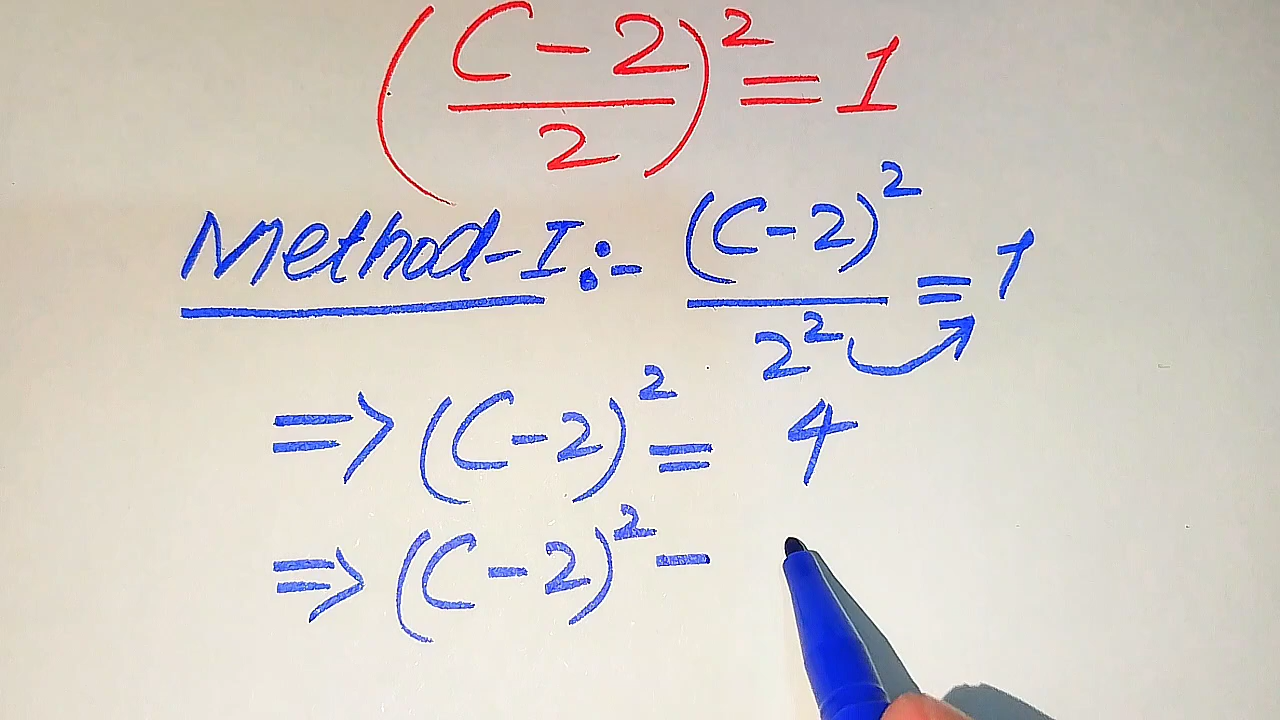 (C-2/2)² = 1
Method-I:- (C-2)²/2² = 1
=> (C-2)² = 4
=> (C-2)² -